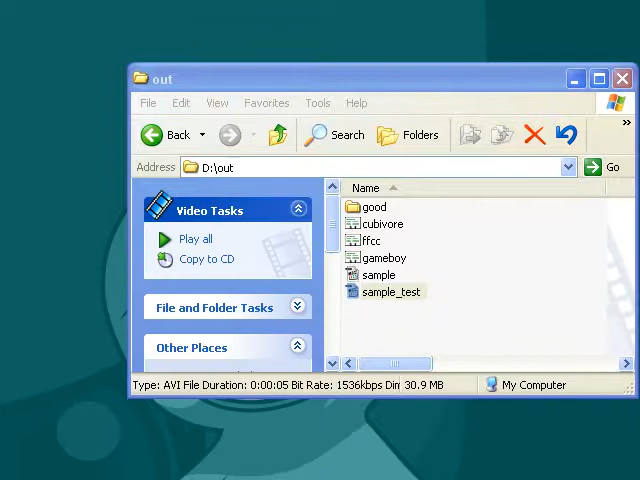 out
File Edit View Favorites Tools Help
Back Search Folders »
Address D:\out Go
Video Tasks
Play all
Copy to CD
File and Folder Tasks
Other Places
Name
good
cubivore
ffcc
gameboy
sample
sample_test
Type: AVI File Duration: 0:00:05 Bit Rate: 1536kbps Dim 30.9 MB My Computer